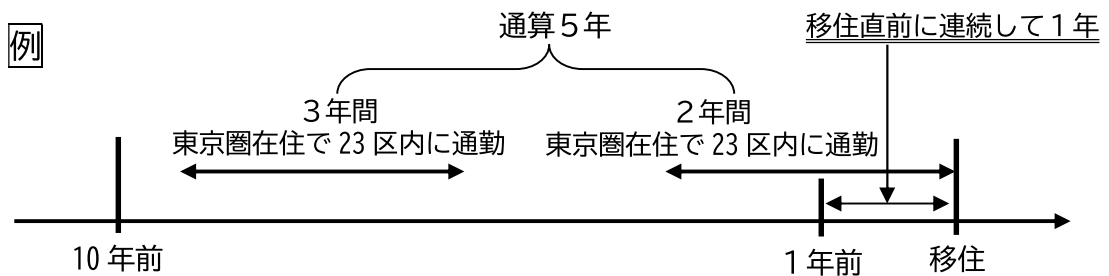 例
通算５年
移住直前に連続して１年
３年間
東京圏在住で 23 区内に通勤
２年間
東京圏在住で 23 区内に通勤
10 年前
１年前
移住